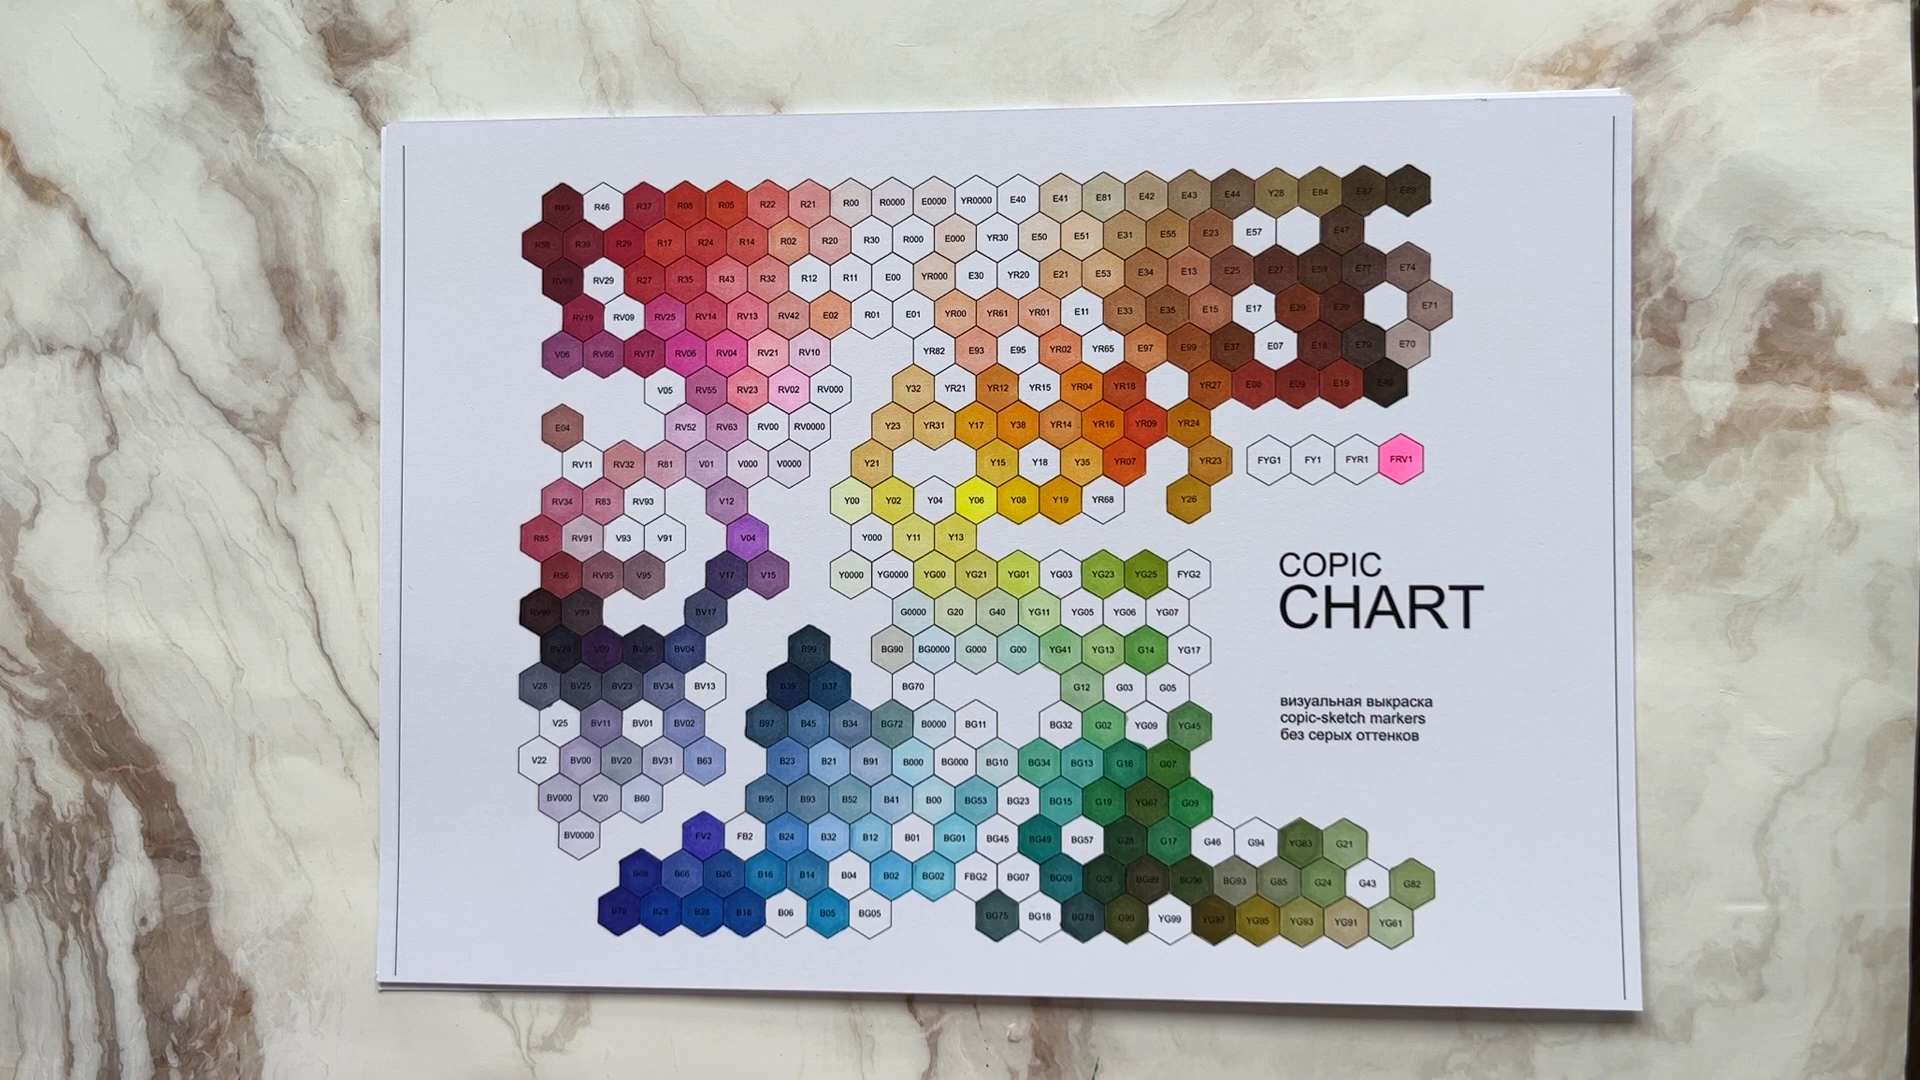 R46 R37 R08 R05 R22 R21 R00 R0000 E0000 YR0000 E40 E41 E81 E42 E43 E44 Y28 E84 E87 E89
R59 R39 R29 R17 R24 R14 R02 R20 R30 R000 E000 YR30 E50 E51 E31 E55 E23 E57 E47
RV69 RV29 R27 R35 R43 R32 R12 R11 E00 YR000 E30 YR20 E21 E53 E34 E13 E25 E27 E59 E77 E74
RV19 RV09 RV25 RV14 RV13 RV42 E02 R01 E01 YR00 YR61 YR01 E11 E33 E35 E15 E17 E39 E29 E71
V06 RV66 RV17 RV06 RV04 RV21 RV10 YR82 E93 E95 YR02 YR65 E97 E99 E37 E07 E18 E79 E70
V05 RV55 RV23 RV02 RV000 Y32 YR21 YR12 YR15 YR04 YR18 YR27 E08 E09 E19 E49
E04 RV52 RV63 RV00 RV0000 Y23 YR31 Y17 Y38 YR14 YR16 YR09 YR24
RV11 RV32 R81 V01 V000 V0000 Y21 Y15 Y18 Y35 YR07 YR23 FYG1 FY1 FYR1 FRV1
RV34 R83 RV93 V12 Y00 Y02 Y04 Y06 Y08 Y19 YR68 Y26
R85 RV91 V93 V91 V04 Y000 Y11 Y13
R56 RV95 V95 V17 V15 Y0000 YG0000 YG00 YG21 YG01 YG03 YG23 YG25 FYG2
RV99 V99 BV17 G0000 G20 G40 YG11 YG05 YG06 YG07
BV29 V09 BV08 BV04 B99 BG90 BG0000 G000 G00 YG41 YG13 G14 YG17
V28 BV25 BV23 BV34 BV13 B39 B37 BG70 G12 G03 G05
V25 BV11 BV01 BV02 B97 B45 B34 BG72 B0000 BG11 BG32 G02 YG09 YG45
V22 BV00 BV20 BV31 B63 B23 B21 B91 B000 BG000 BG10 BG34 BG13 G16 G07
BV000 V20 B60 B95 B93 B52 B41 B00 BG53 BG23 BG15 G19 YG67 G09
BV0000 FV2 FB2 B24 B32 B12 B01 BG01 BG45 BG49 BG57 G28 G17 G46 G94 YG63 G21
B69 B66 B26 B16 B14 B04 B02 BG02 FBG2 BG07 BG09 G29 BG99 BG96 BG93 G85 G24 G43 G82
B79 B29 B28 B18 B06 B05 BG05 BG75 BG18 BG78 G99 YG99 YG97 YG95 YG93 YG91 YG61
COPIC
CHART
визуальная выкраска
copic-sketch markers
без серых оттенков